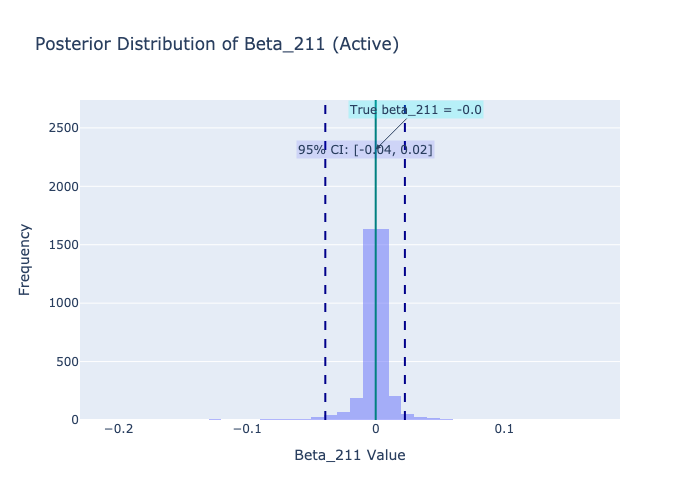 Posterior Distribution of Beta_211 (Active)
True beta_211 = -0.0
95% CI: [-0.04, 0.02]
2500
2000
1500
1000
500
0
Frequency
−0.2
−0.1
0
0.1
Beta_211 Value